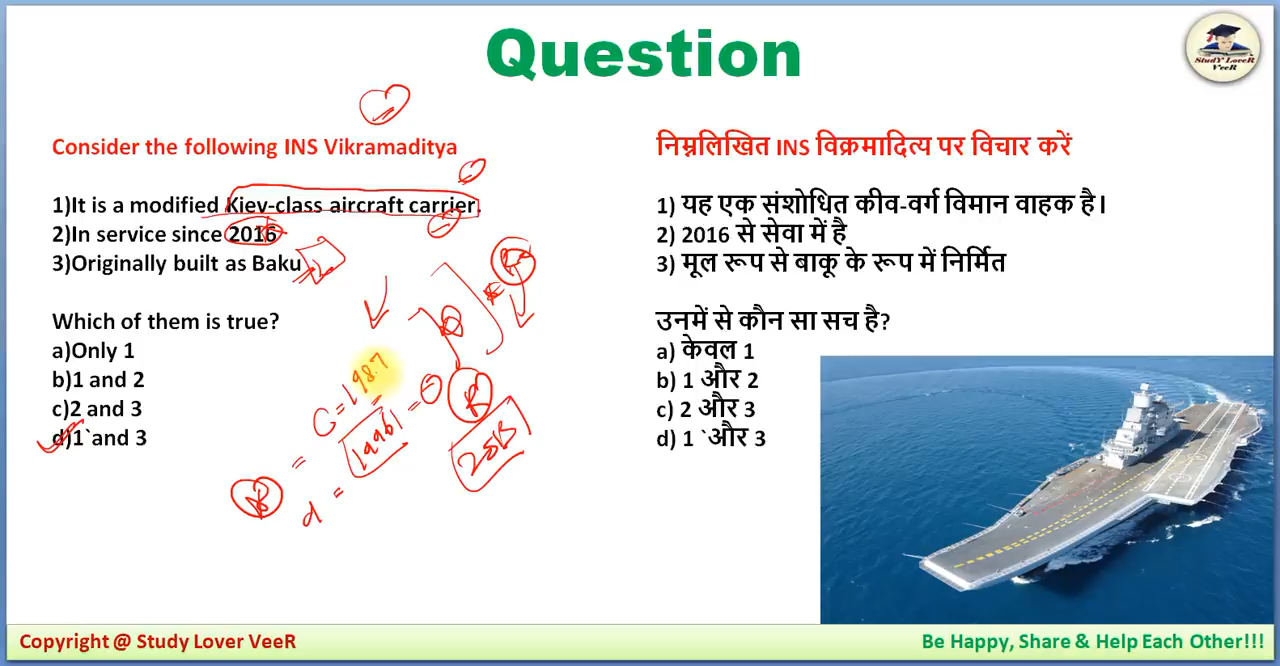 Question
StudY LoveR
VeeR
Consider the following INS Vikramaditya
1)It is a modified Kiev-class aircraft carrier.
2)In service since 2016
3)Originally built as Baku
Which of them is true?
a)Only 1
b)1 and 2
c)2 and 3
d)1`and 3
निम्नलिखित INS विक्रमादित्य पर विचार करें
1) यह एक संशोधित कीव-वर्ग विमान वाहक है।
2) 2016 से सेवा में है
3) मूल रूप से बाकू के रूप में निर्मित
उनमें से कौन सा सच है?
a) केवल 1
b) 1 और 2
c) 2 और 3
d) 1 `और 3
C = 1987
d = 1996
2013
Copyright @ Study Lover VeeR
Be Happy, Share & Help Each Other!!!